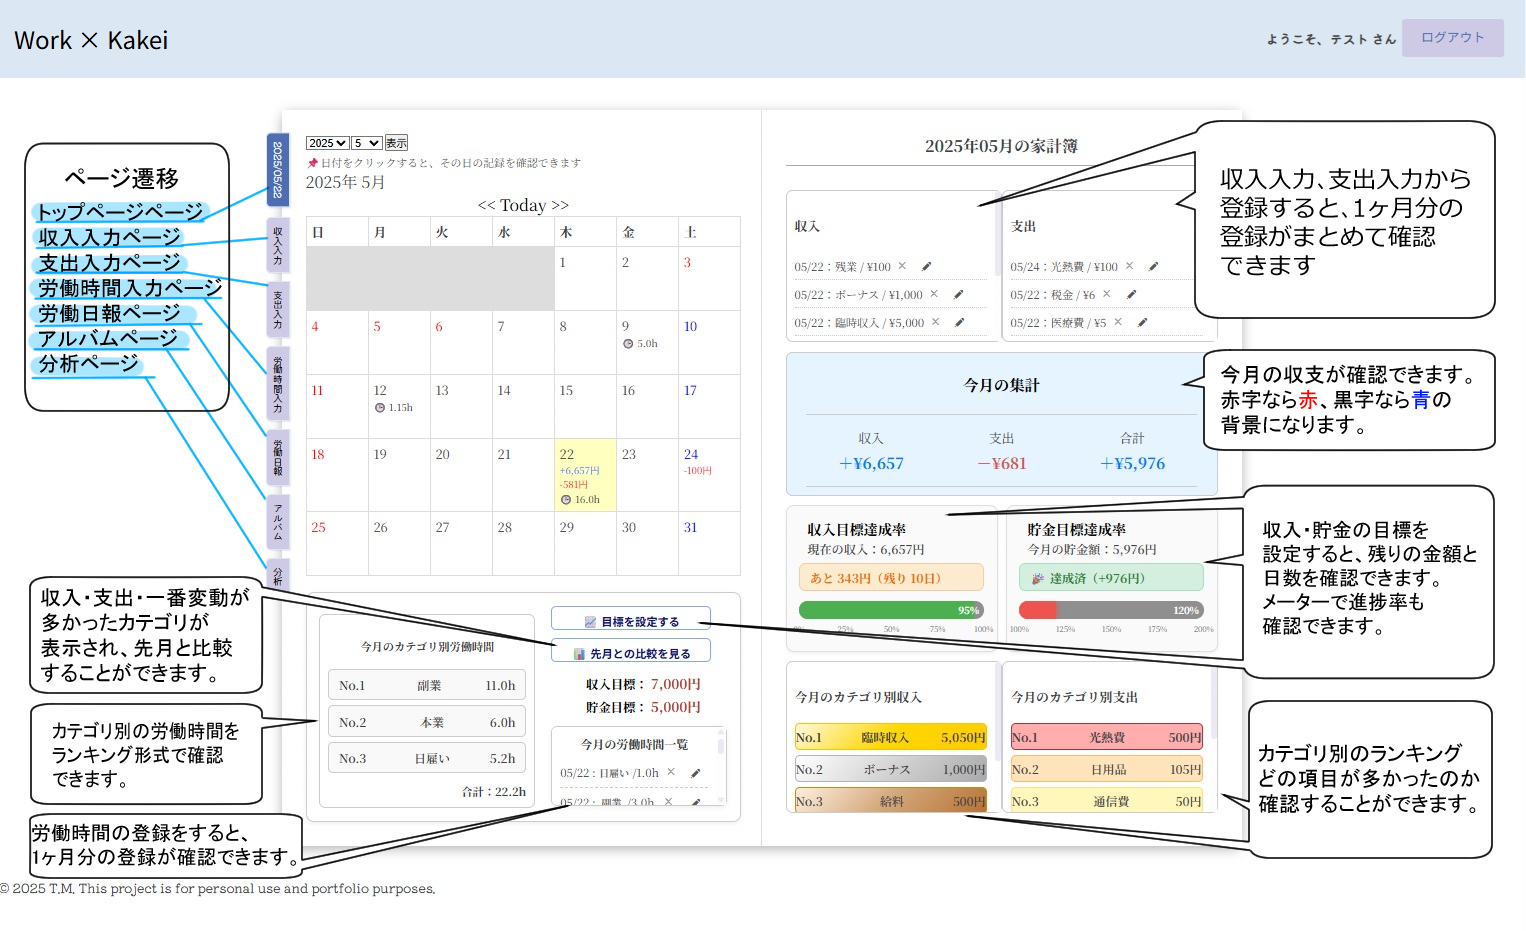 Work × Kakei
ようこそ、テスト さん
ログアウト
ページ遷移
トップページページ
収入入力ページ
支出入力ページ
労働時間入力ページ
労働日報ページ
アルバムページ
分析ページ
2025/05/22
収入入力
支出入力
労働時間入力
労働日報
アルバム
分析
2025 5 表示
📌日付をクリックすると、その日の記録を確認できます
2025年 5月
<< Today >>
日 月 火 水 木 金 土
1 2 3
4 5 6 7 8 9 10
5.0h
11 12 13 14 15 16 17
1.15h
18 19 20 21 22 23 24
+6,657円 -100円
-581円
16.0h
25 26 27 28 29 30 31
今月のカテゴリ別労働時間
No.1 副業 11.0h
No.2 本業 6.0h
No.3 日雇い 5.2h
合計：22.2h
📈 目標を設定する
📊 先月との比較を見る
収入目標： 7,000円
貯金目標： 5,000円
今月の労働時間一覧
05/22：日雇い /1.0h ×
05/22： 副業 /3.0h ×
2025年05月の家計簿
収入
05/22：残業 / ¥100 ×
05/22：ボーナス / ¥1,000 ×
05/22：臨時収入 / ¥5,000 ×
支出
05/24：光熱費 / ¥100 ×
05/22：税金 / ¥6 ×
05/22：医療費 / ¥5 ×
今月の集計
収入 支出 合計
＋¥6,657 －¥681 ＋¥5,976
収入目標達成率
現在の収入：6,657円
あと 343円（残り 10日）
95%
0% 25% 50% 75% 100%
貯金目標達成率
今月の貯金額：5,976円
🎉 達成済（+976円）
120%
100% 125% 150% 175% 200%
今月のカテゴリ別収入
No.1 臨時収入 5,050円
No.2 ボーナス 1,000円
No.3 給料 500円
今月のカテゴリ別支出
No.1 光熱費 500円
No.2 日用品 105円
No.3 通信費 50円
収入入力、支出入力から
登録すると、1ヶ月分の
登録がまとめて確認
できます
今月の収支が確認できます。
赤字なら赤、黒字なら青の
背景になります。
収入・貯金の目標を
設定すると、残りの金額と
日数を確認できます。
メーターで進捗率も
確認できます。
カテゴリ別のランキング
どの項目が多かったのか
確認することができます。
収入・支出・一番変動が
多かったカテゴリが
表示され、先月と比較
することができます。
カテゴリ別の労働時間を
ランキング形式で確認
できます。
労働時間の登録をすると、
1ヶ月分の登録が確認できます。
© 2025 T.M. This project is for personal use and portfolio purposes.